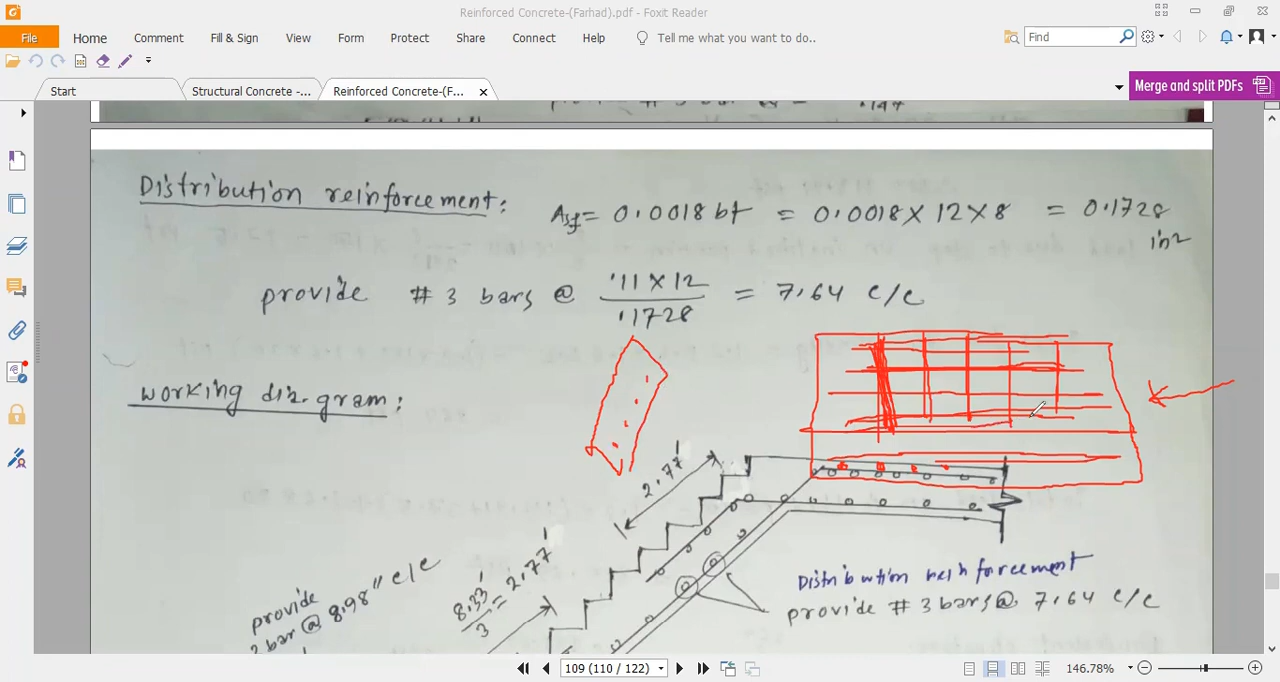 Reinforced Concrete-(Farhad).pdf - Foxit Reader
File Home Comment Fill & Sign View Form Protect Share Connect Help Tell me what you want to do... Find
Start Structural Concrete -... Reinforced Concrete-(F... Merge and split PDFs
Distribution reinforcement: Asf = 0.0018 bt = 0.0018 X 12 X 8 = 0.1728 in2
provide # 3 bars @ .11 X 12 / .1728 = 7.64 c/c
working diagram:
2.77'
8.33' / 3 = 2.77'
provide
bar @ 8.98" c/c
Distribution reinforcement
provide # 3 bars @ 7.64 c/c
109 (110 / 122) 146.78%